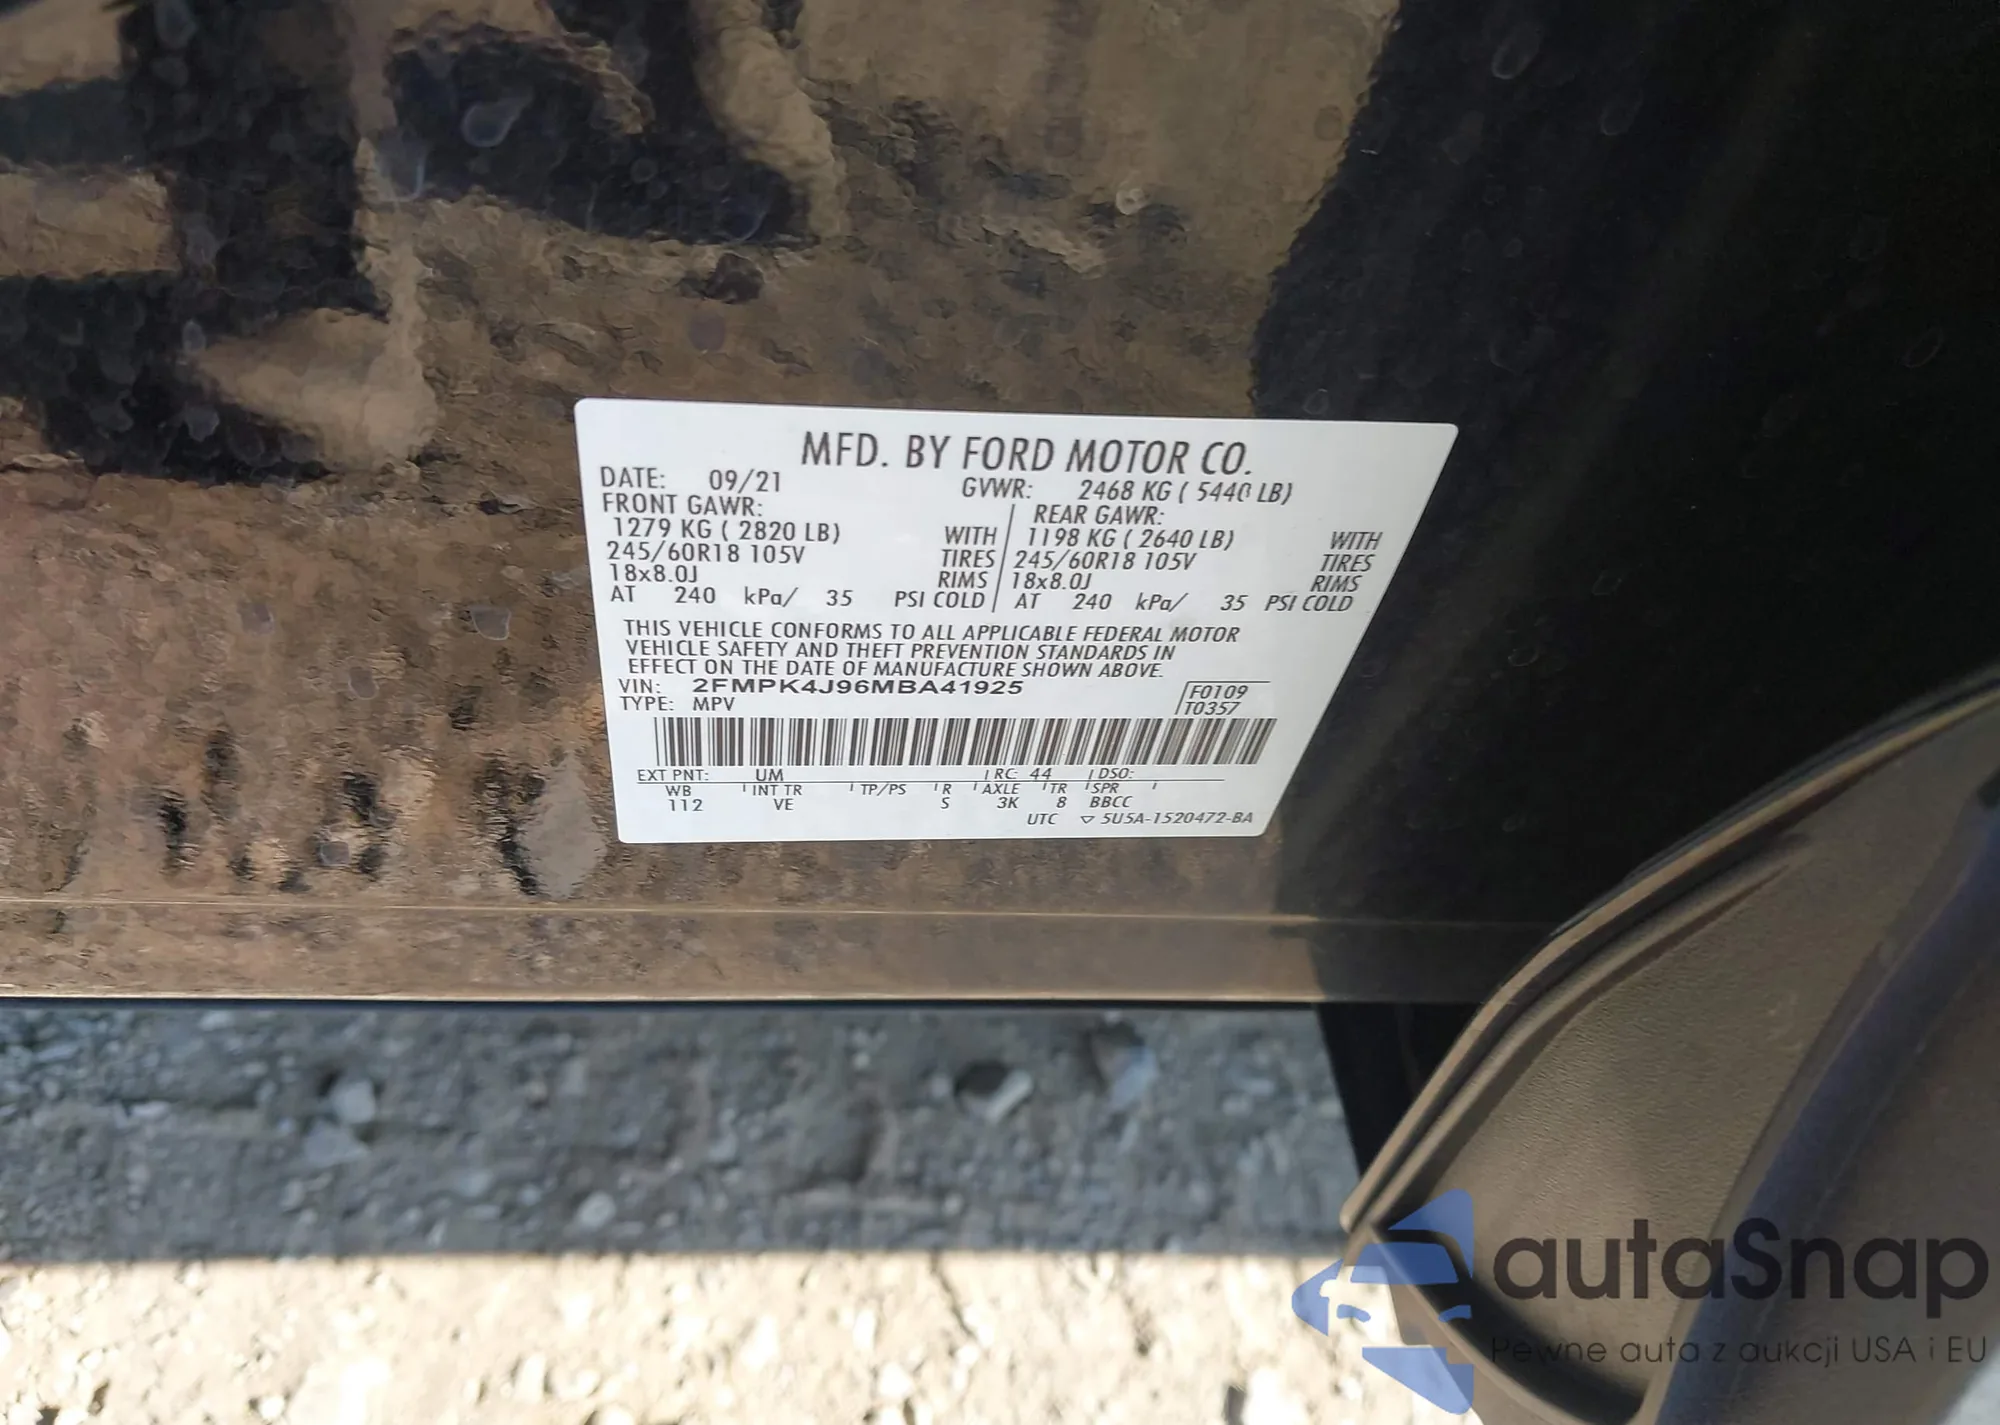 MFD. BY FORD MOTOR CO.
DATE: 09/21 GVWR: 2468 KG ( 5440 LB)
FRONT GAWR: REAR GAWR:
1279 KG ( 2820 LB) WITH 1198 KG ( 2640 LB) WITH
245/60R18 105V TIRES 245/60R18 105V TIRES
18x8.0J RIMS 18x8.0J RIMS
AT 240 kPa/ 35 PSI COLD AT 240 kPa/ 35 PSI COLD
THIS VEHICLE CONFORMS TO ALL APPLICABLE FEDERAL MOTOR
VEHICLE SAFETY AND THEFT PREVENTION STANDARDS IN
EFFECT ON THE DATE OF MANUFACTURE SHOWN ABOVE.
VIN: 2FMPK4J96MBA41925 F0109
TYPE: MPV T0357
EXT PNT: UM RC: 44 DSO:
WB INT TR TP/PS R AXLE TR SPR
112 VE S 3K 8 BBCC
UTC ▽ 5U5A-1520472-BA
autaSnap
Pewne auta z aukcji USA i EU